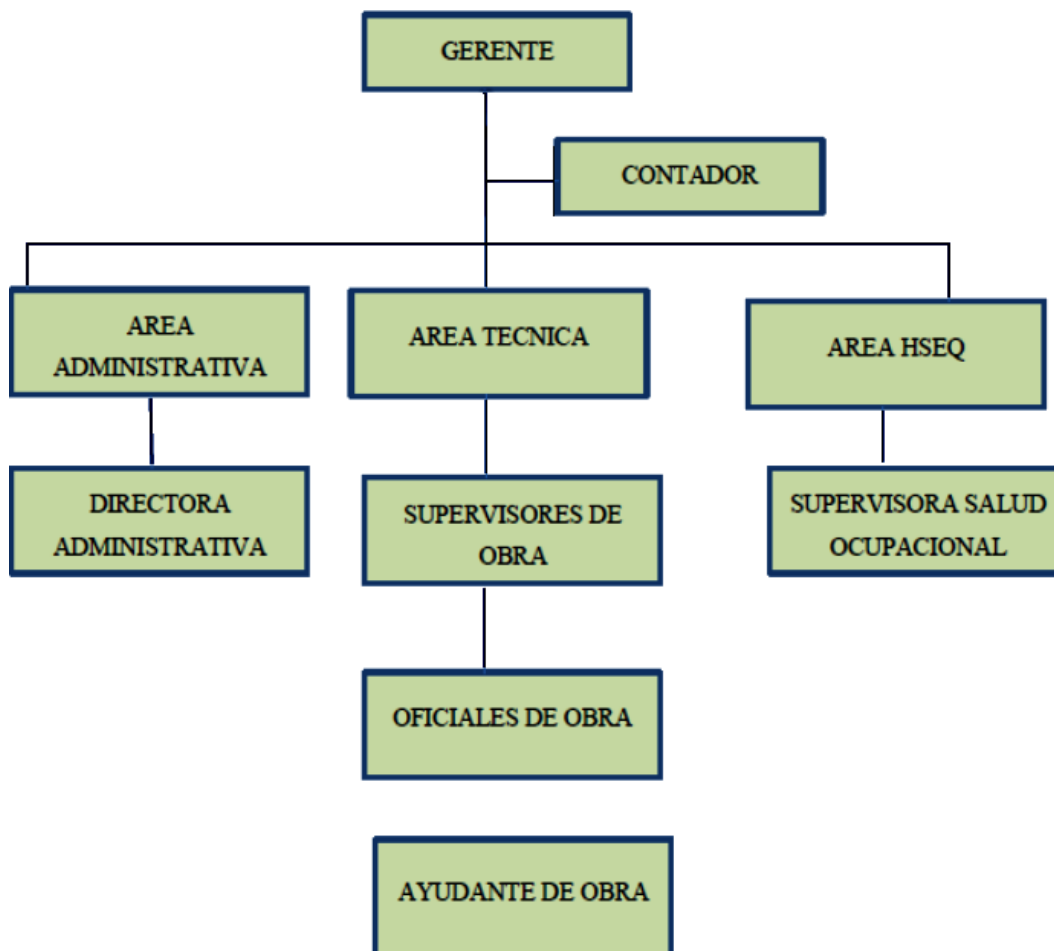 GERENTE
CONTADOR
AREA
ADMINISTRATIVA
AREA TECNICA
AREA HSEQ
DIRECTORA
ADMINISTRATIVA
SUPERVISORES DE
OBRA
SUPERVISORA SALUD
OCUPACIONAL
OFICIALES DE OBRA
AYUDANTE DE OBRA